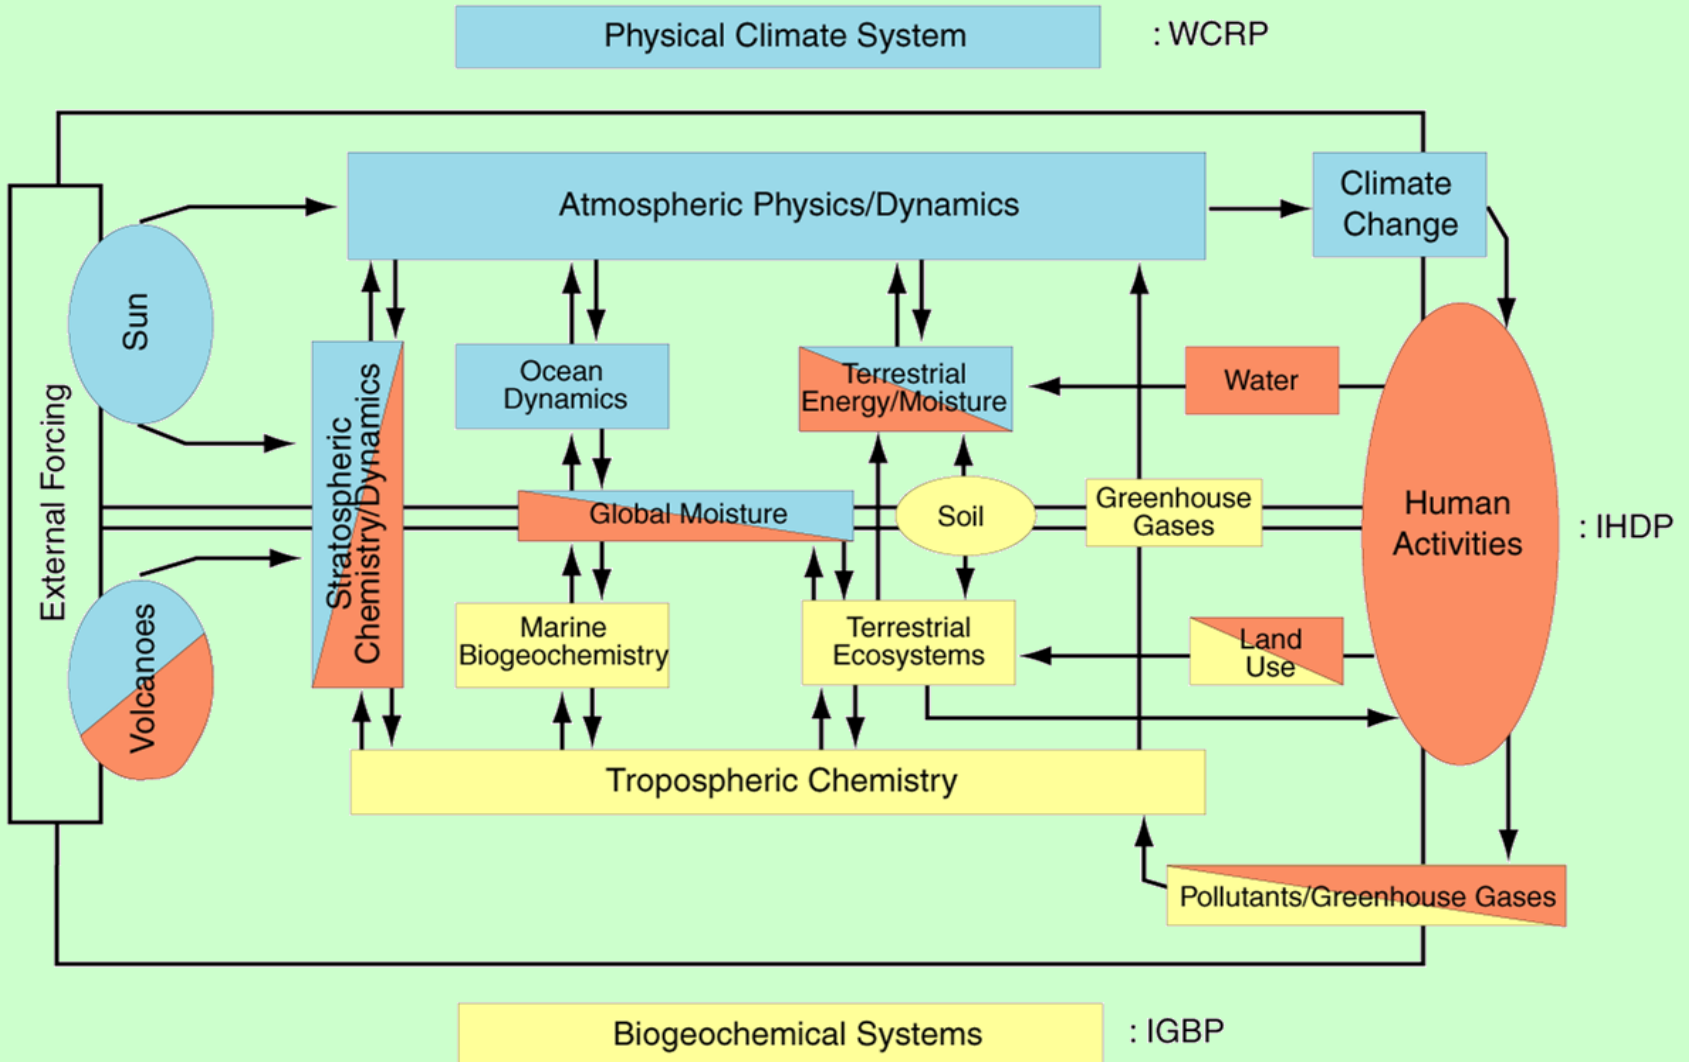 Physical Climate System
: WCRP
Atmospheric Physics/Dynamics
Climate
Change
Sun
External Forcing
Stratospheric
Chemistry/Dynamics
Ocean
Dynamics
Terrestrial
Energy/Moisture
Water
Global Moisture
Soil
Greenhouse
Gases
Human
Activities
: IHDP
Volcanoes
Marine
Biogeochemistry
Terrestrial
Ecosystems
Land
Use
Tropospheric Chemistry
Pollutants/Greenhouse Gases
Biogeochemical Systems
: IGBP